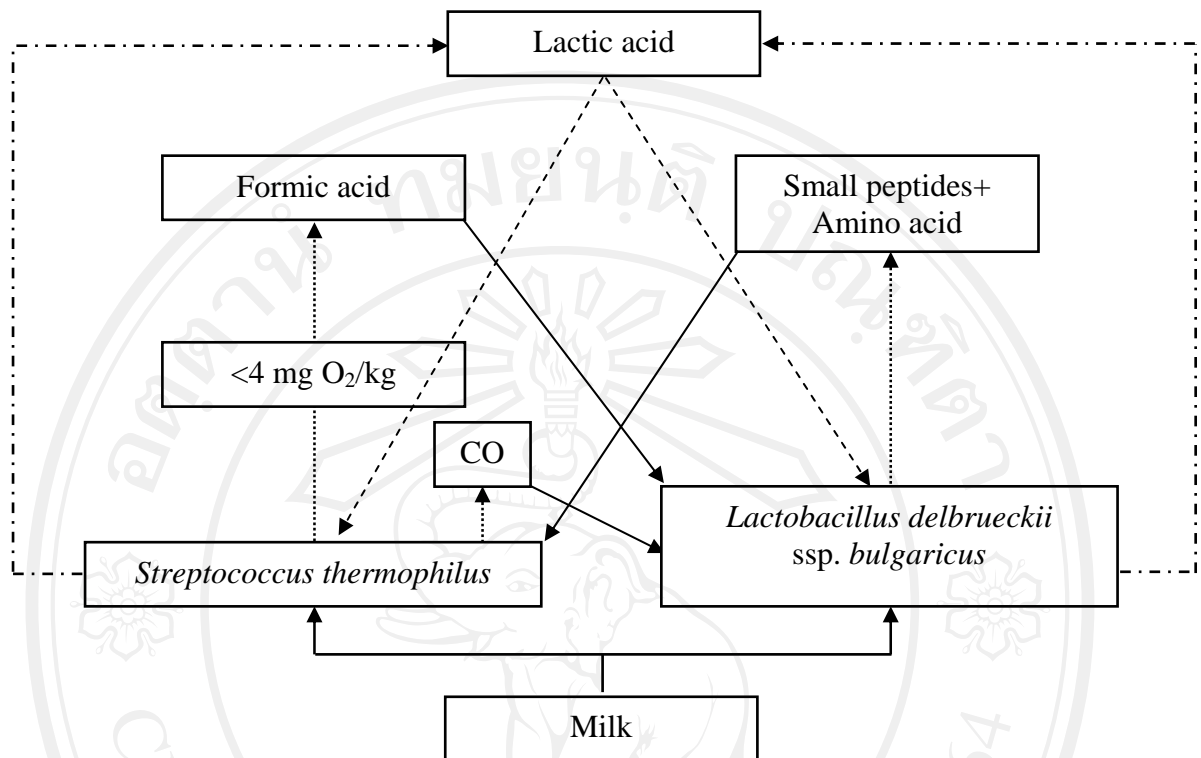 Lactic acid
Formic acid
Small peptides+
Amino acid
<4 mg O₂/kg
CO
Lactobacillus delbrueckii
ssp. bulgaricus
Streptococcus thermophilus
Milk